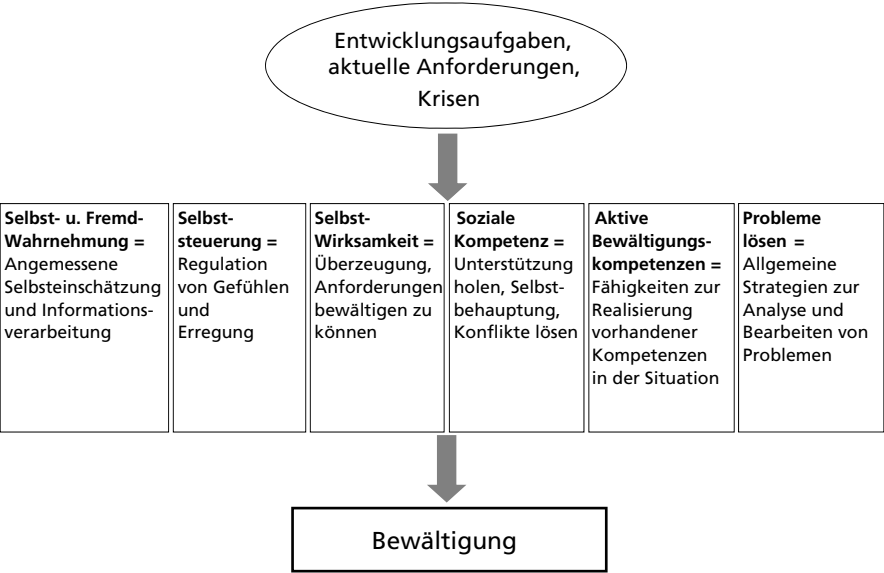 Entwicklungsaufgaben,
aktuelle Anforderungen,
Krisen
Selbst- u. Fremd-
Wahrnehmung =
Angemessene
Selbsteinschätzung
und Informations-
verarbeitung
Selbst-
steuerung =
Regulation
von Gefühlen
und
Erregung
Selbst-
Wirksamkeit =
Überzeugung,
Anforderungen
bewältigen zu
können
Soziale
Kompetenz =
Unterstützung
holen, Selbst-
behauptung,
Konflikte lösen
Aktive
Bewältigungs-
kompetenzen =
Fähigkeiten zur
Realisierung
vorhandener
Kompetenzen
in der Situation
Probleme
lösen =
Allgemeine
Strategien zur
Analyse und
Bearbeiten von
Problemen
Bewältigung